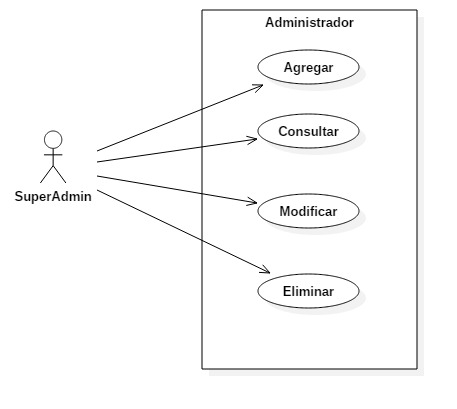 Administrador
Agregar
Consultar
SuperAdmin
Modificar
Eliminar